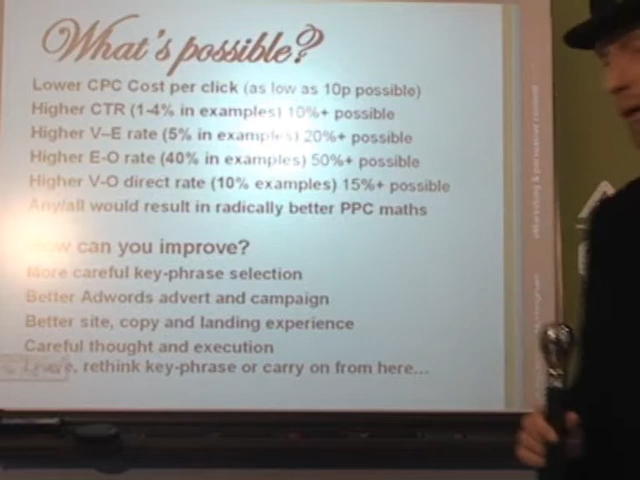 What's possible?
Lower CPC Cost per click (as low as 10p possible)
Higher CTR (1-4% in examples) 10%+ possible
Higher V–E rate (5% in examples) 20%+ possible
Higher E-O rate (40% in examples) 50%+ possible
Higher V-O direct rate (10% examples) 15%+ possible
Any/all would result in radically better PPC maths
How can you improve?
More careful key-phrase selection
Better Adwords advert and campaign
Better site, copy and landing experience
Careful thought and execution
rethink key-phrase or carry on from here...
eMarketing & persuasive content